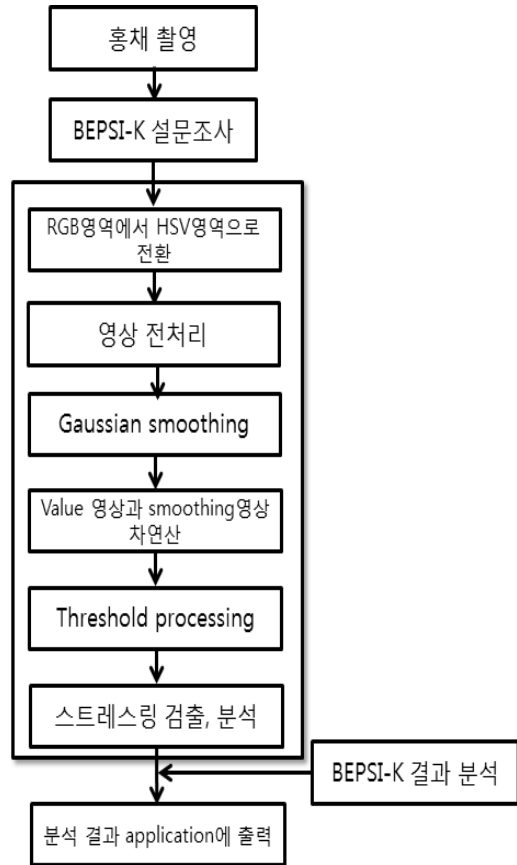 홍채 촬영
BEPSI-K 설문조사
RGB영역에서 HSV영역으로
전환
영상 전처리
Gaussian smoothing
Value 영상과 smoothing영상
차연산
Threshold processing
스트레스링 검출, 분석
BEPSI-K 결과 분석
분석 결과 application에 출력